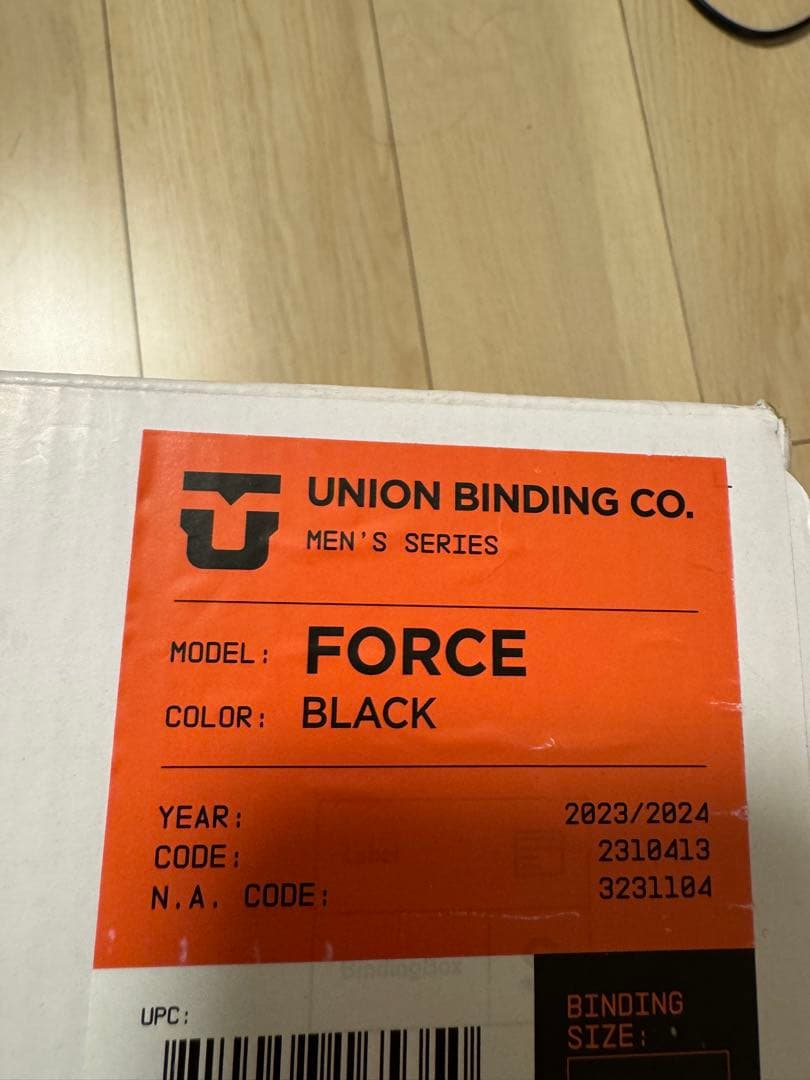 UNION BINDING CO.
MEN'S SERIES
MODEL: FORCE
COLOR: BLACK
YEAR: 2023/2024
CODE: 2310413
N.A. CODE: 3231104
UPC:
BINDING
SIZE: